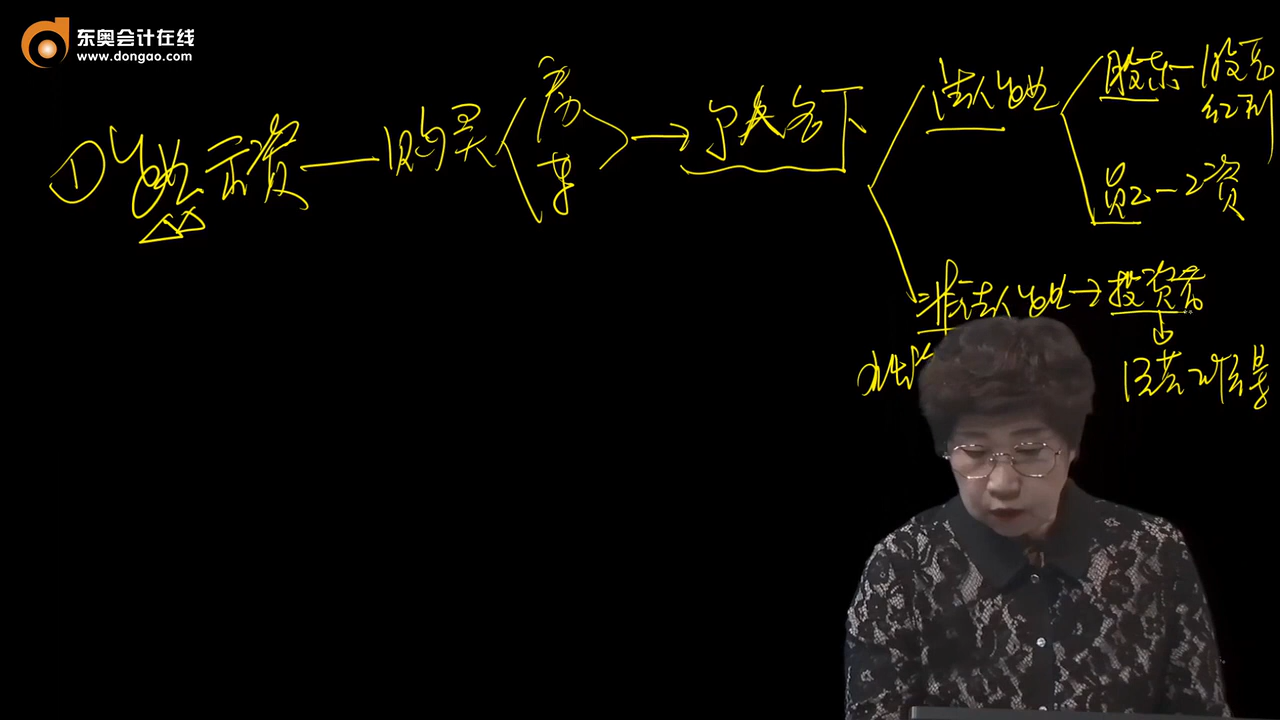 东奥会计在线
www.dongao.com
① 企业出资 — 购买 房 车 → 个人名下
法人企业
股东 — 股息红利
员工 — 工资
非法人企业 → 投资者
经营所得